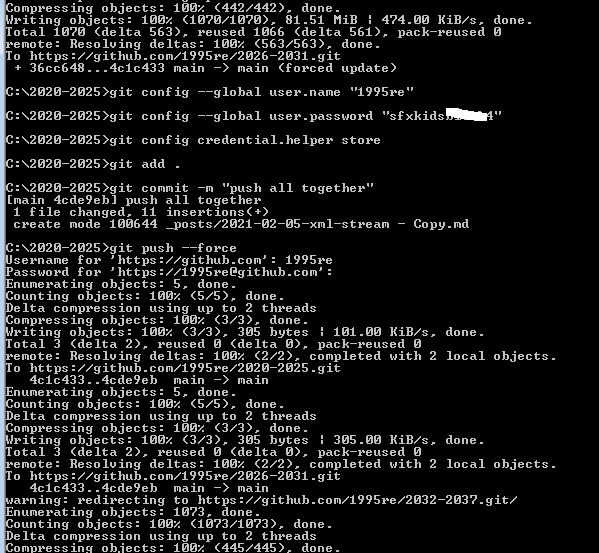 Compressing objects: 100% (442/442), done.
Writing objects: 100% (1070/1070), 81.51 MiB | 474.00 KiB/s, done.
Total 1070 (delta 563), reused 1066 (delta 561), pack-reused 0
remote: Resolving deltas: 100% (563/563), done.
To https://github.com/1995re/2026-2031.git
 + 36cc648...4c1c433 main -> main (forced update)
C:\2020-2025>git config --global user.name "1995re"
C:\2020-2025>git config --global user.password "sfxkids
C:\2020-2025>git config credential.helper store
C:\2020-2025>git add .
C:\2020-2025>git commit -m "push all together"
[main 4cde9eb] push all together
 1 file changed, 11 insertions(+)
 create mode 100644 _posts/2021-02-05-xml-stream - Copy.md
C:\2020-2025>git push --force
Username for 'https://github.com': 1995re
Password for 'https://1995re@github.com':
Enumerating objects: 5, done.
Counting objects: 100% (5/5), done.
Delta compression using up to 2 threads
Compressing objects: 100% (3/3), done.
Writing objects: 100% (3/3), 305 bytes | 101.00 KiB/s, done.
Total 3 (delta 2), reused 0 (delta 0), pack-reused 0
remote: Resolving deltas: 100% (2/2), completed with 2 local objects.
To https://github.com/1995re/2020-2025.git
   4c1c433..4cde9eb  main -> main
Enumerating objects: 5, done.
Counting objects: 100% (5/5), done.
Delta compression using up to 2 threads
Compressing objects: 100% (3/3), done.
Writing objects: 100% (3/3), 305 bytes | 305.00 KiB/s, done.
Total 3 (delta 2), reused 0 (delta 0), pack-reused 0
remote: Resolving deltas: 100% (2/2), completed with 2 local objects.
To https://github.com/1995re/2026-2031.git
   4c1c433..4cde9eb  main -> main
warning: redirecting to https://github.com/1995re/2032-2037.git/
Enumerating objects: 1073, done.
Counting objects: 100% (1073/1073), done.
Delta compression using up to 2 threads
Compressing objects: 100% (445/445), done.